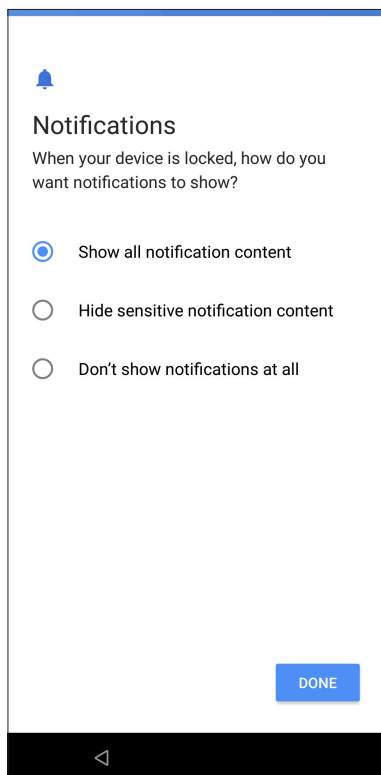 Notifications
When your device is locked, how do you
want notifications to show?
Show all notification content
Hide sensitive notification content
Don’t show notifications at all
DONE